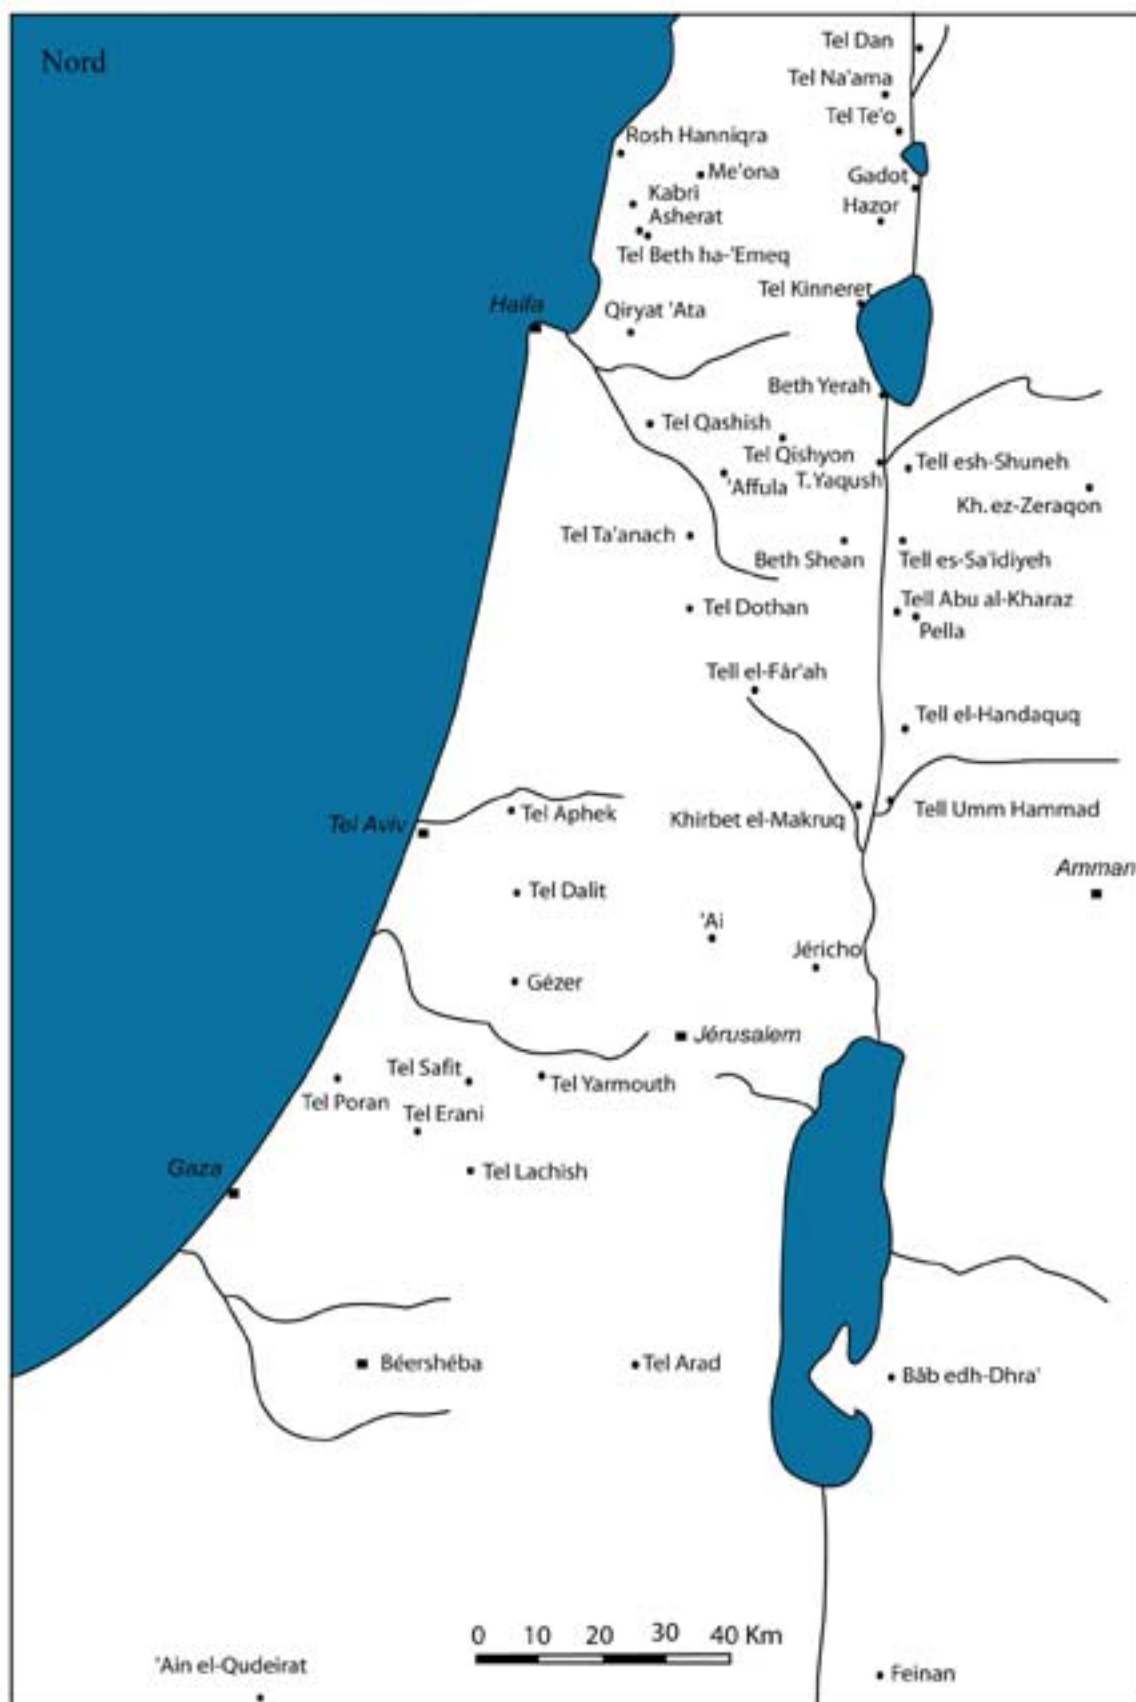 Nord
Tel Dan
Tel Na'ama
Tel Te'o
Rosh Hanniqra
Me'ona
Gadot
Kabri
Hazor
Asherat
Tel Beth ha-'Emeq
Tel Kinneret
Haifa
Qiryat 'Ata
Beth Yerah
Tel Qashish
Tel Qishyon
Tell esh-Shuneh
'Affula
T. Yaqush
Kh. ez-Zeraqon
Tel Ta'anach
Beth Shean
Tell es-Sa'idiyeh
Tell Abu al-Kharaz
Tel Dothan
Pella
Tell el-Fâr'ah
Tell el-Handaquq
Tel Aphek
Khirbet el-Makruq
Tell Umm Hammad
Tel Aviv
Amman
Tel Dalit
'Ai
Jéricho
Gézer
Jérusalem
Tel Safit
Tel Yarmouth
Tel Poran
Tel Erani
Gaza
Tel Lachish
Béershéba
Tel Arad
Bâb edh-Dhra'
0 10 20 30 40 Km
'Ain el-Qudeirat
Feinan